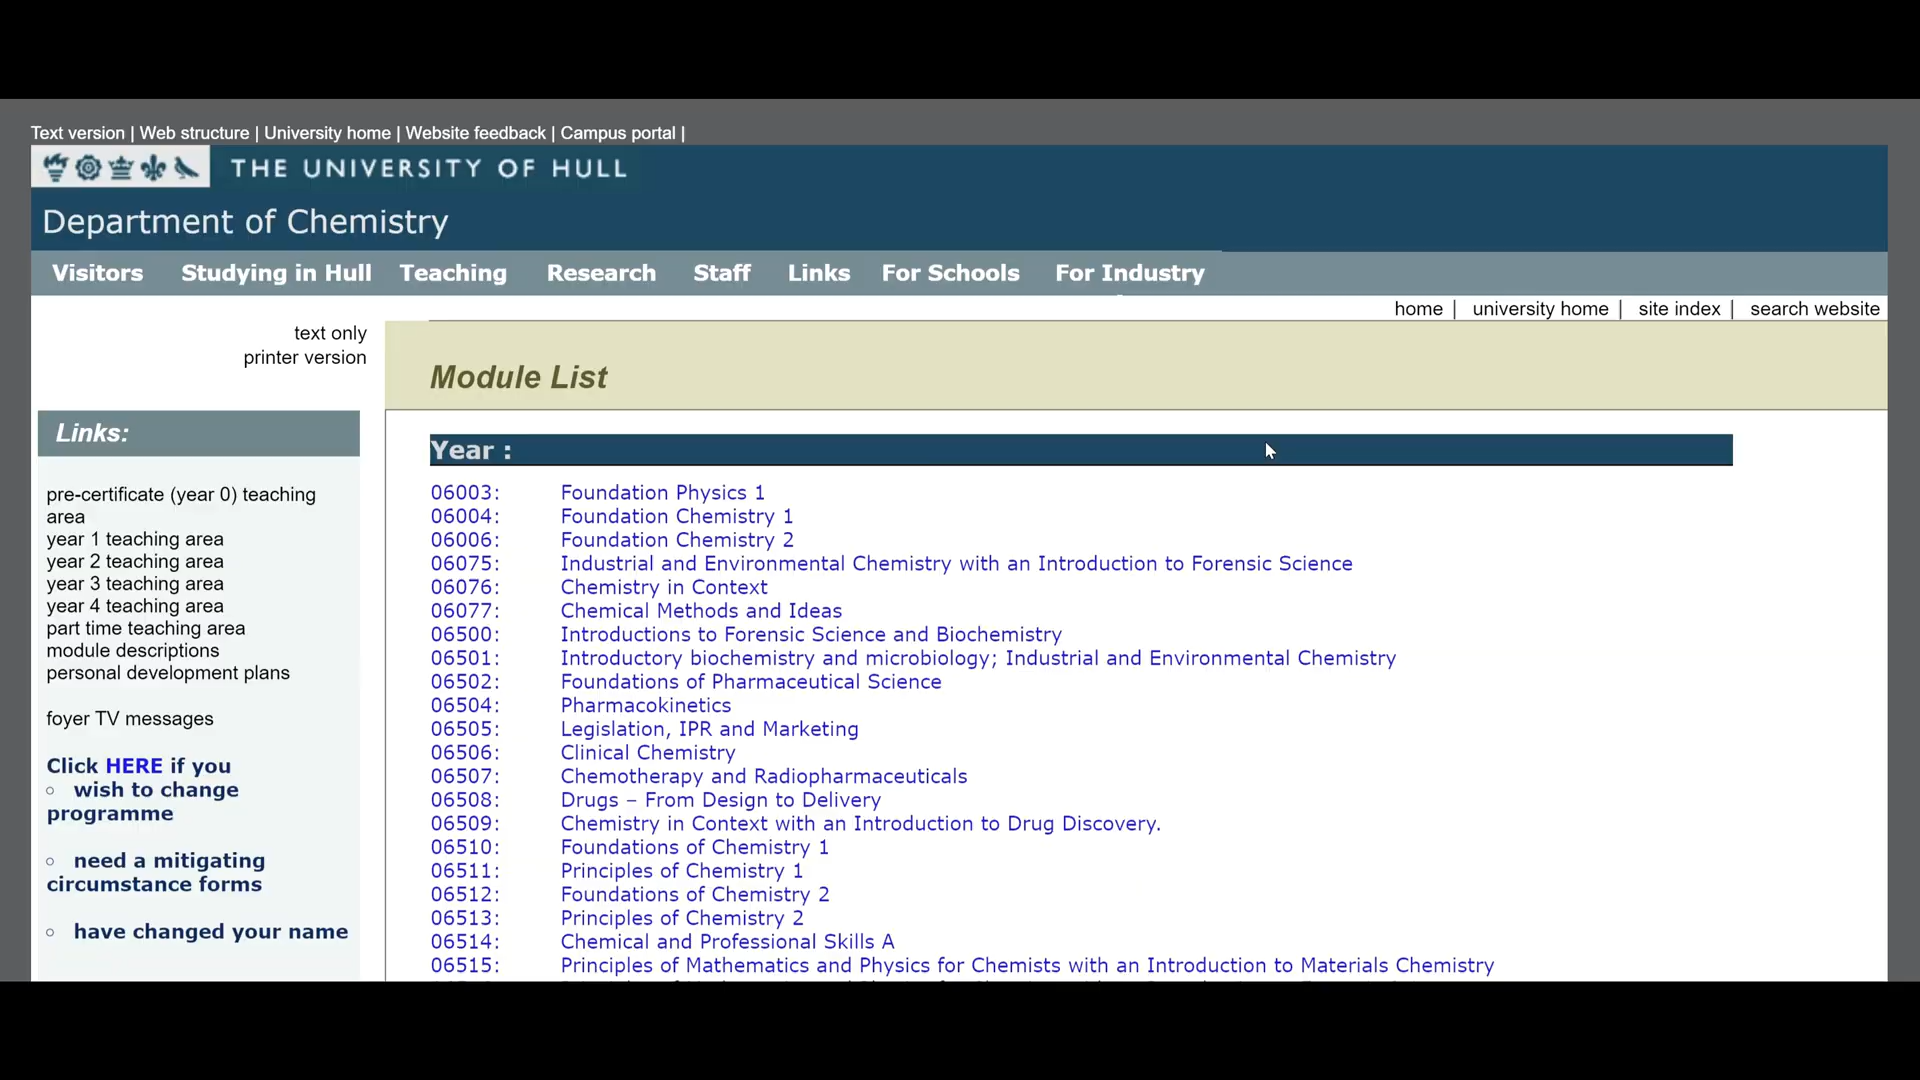 Text version | Web structure | University home | Website feedback | Campus portal |
THE UNIVERSITY OF HULL
Department of Chemistry
Visitors Studying in Hull Teaching Research Staff Links For Schools For Industry
home | university home | site index | search website
text only
printer version
Module List
Links:
pre-certificate (year 0) teaching
area
year 1 teaching area
year 2 teaching area
year 3 teaching area
year 4 teaching area
part time teaching area
module descriptions
personal development plans
foyer TV messages
Click HERE if you
○ wish to change
programme
○ need a mitigating
circumstance forms
○ have changed your name
Year :
06003: Foundation Physics 1
06004: Foundation Chemistry 1
06006: Foundation Chemistry 2
06075: Industrial and Environmental Chemistry with an Introduction to Forensic Science
06076: Chemistry in Context
06077: Chemical Methods and Ideas
06500: Introductions to Forensic Science and Biochemistry
06501: Introductory biochemistry and microbiology; Industrial and Environmental Chemistry
06502: Foundations of Pharmaceutical Science
06504: Pharmacokinetics
06505: Legislation, IPR and Marketing
06506: Clinical Chemistry
06507: Chemotherapy and Radiopharmaceuticals
06508: Drugs – From Design to Delivery
06509: Chemistry in Context with an Introduction to Drug Discovery.
06510: Foundations of Chemistry 1
06511: Principles of Chemistry 1
06512: Foundations of Chemistry 2
06513: Principles of Chemistry 2
06514: Chemical and Professional Skills A
06515: Principles of Mathematics and Physics for Chemists with an Introduction to Materials Chemistry